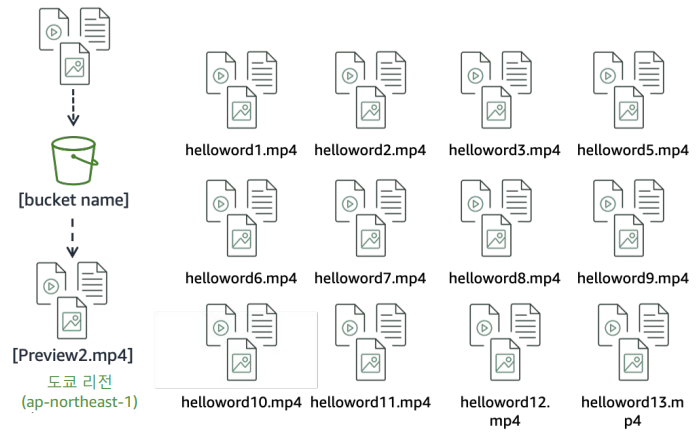 [bucket name]
[Preview2.mp4]
도쿄 리전
(ap-northeast-1)
helloword1.mp4
helloword2.mp4
helloword3.mp4
helloword5.mp4
helloword6.mp4
helloword7.mp4
helloword8.mp4
helloword9.mp4
helloword10.mp4
helloword11.mp4
helloword12.
mp4
helloword13.m
p4